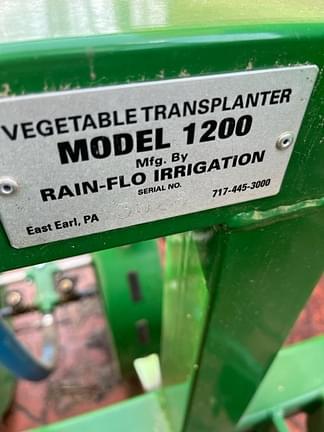 VEGETABLE TRANSPLANTER
MODEL 1200
Mfg. By
RAIN-FLO IRRIGATION
SERIAL NO.
717-445-3000
East Earl, PA